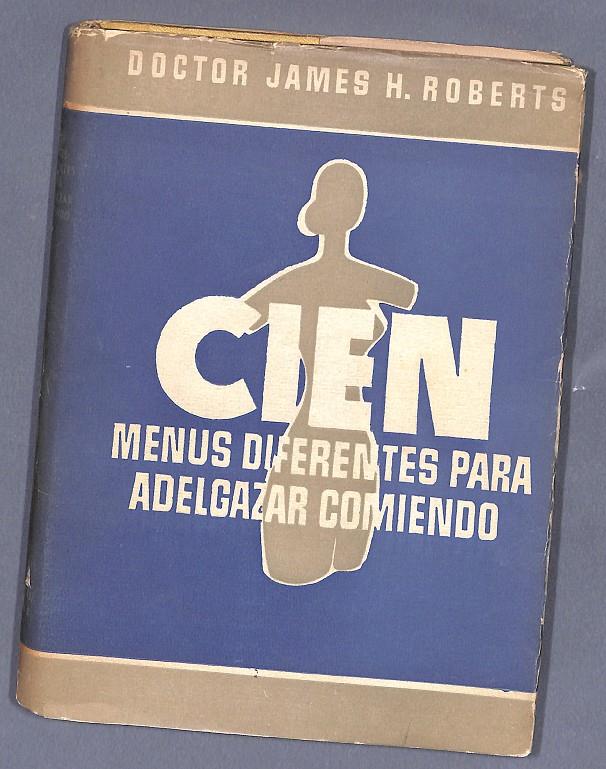 DOCTOR JAMES H. ROBERTS
CIEN
MENUS DIFERENTES PARA
ADELGAZAR COMIENDO